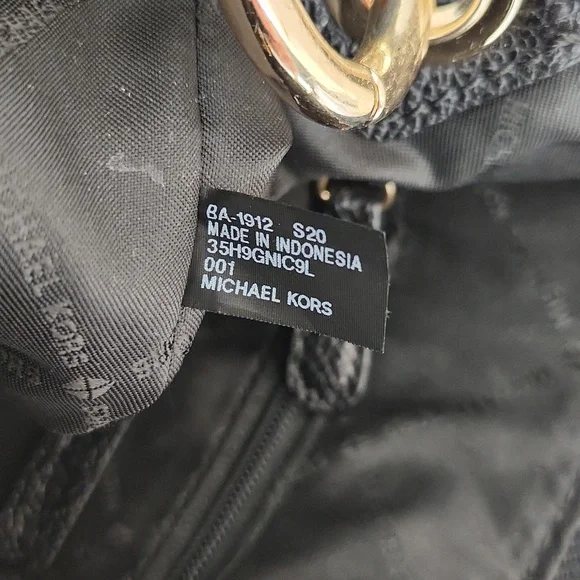 BA-1912 S20
MADE IN INDONESIA
35H9GNIC9L
001
MICHAEL KORS